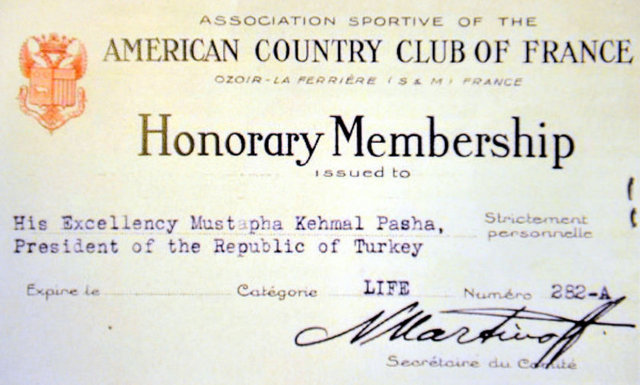 ASSOCIATION SPORTIVE OF THE
AMERICAN COUNTRY CLUB OF FRANCE
OZOIR-LA FERRIÈRE (S & M) FRANCE
Honorary Membership
issued to
His Excellency Mustapha Kehmal Pasha,
President of the Republic of Turkey
Strictement
personnelle
Expire le Catégorie LIFE Numéro 282-A
N Martinoff
Secrétaire du Comité